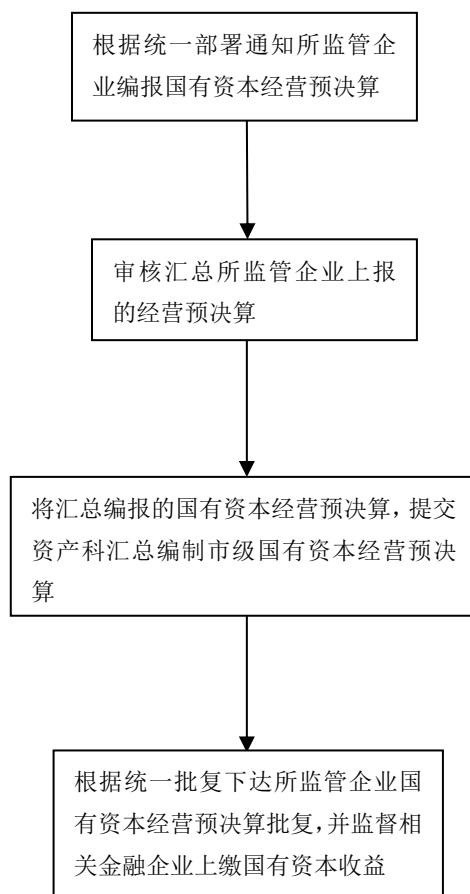 根据统一部署通知所监管企
业编报国有资本经营预决算
审核汇总所监管企业上报
的经营预决算
将汇总编报的国有资本经营预决算，提交
资产科汇总编制市级国有资本经营预决
算
根据统一批复下达所监管企业国
有资本经营预决算批复，并监督相
关金融企业上缴国有资本收益